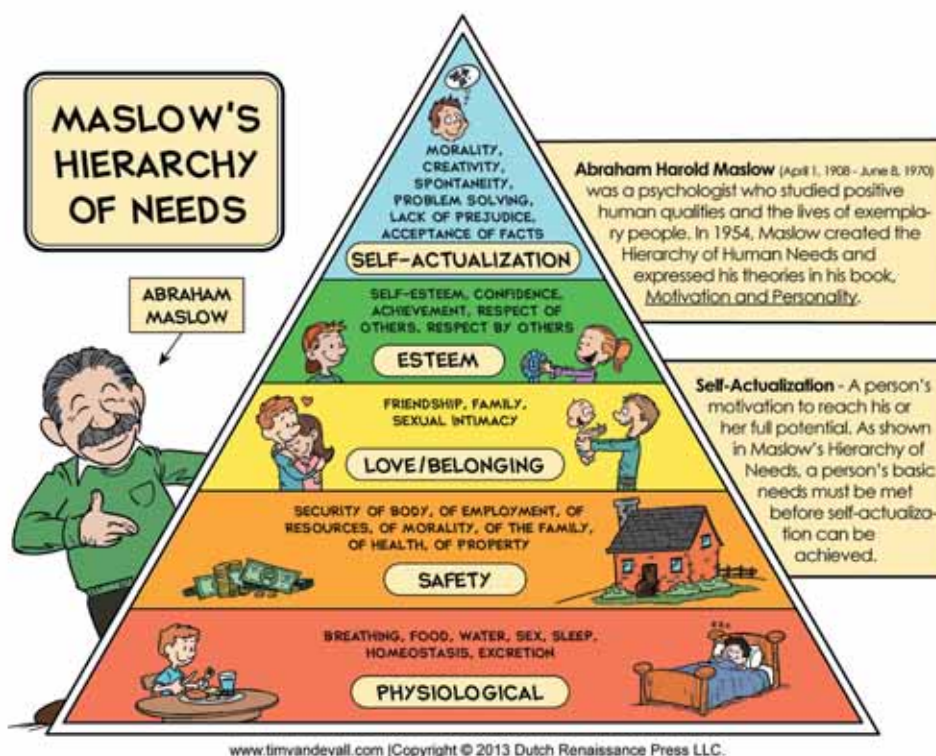 MASLOW'S
HIERARCHY
OF NEEDS
ABRAHAM
MASLOW
MORALITY,
CREATIVITY,
SPONTANEITY,
PROBLEM SOLVING,
LACK OF PREJUDICE,
ACCEPTANCE OF FACTS
SELF-ACTUALIZATION
SELF-ESTEEM, CONFIDENCE,
ACHIEVEMENT, RESPECT OF
OTHERS, RESPECT BY OTHERS
ESTEEM
FRIENDSHIP, FAMILY,
SEXUAL INTIMACY
LOVE/BELONGING
SECURITY OF BODY, OF EMPLOYMENT, OF
RESOURCES, OF MORALITY, OF THE FAMILY,
OF HEALTH, OF PROPERTY
SAFETY
BREATHING, FOOD, WATER, SEX, SLEEP,
HOMEOSTASIS, EXCRETION
PHYSIOLOGICAL
zzz
Abraham Harold Maslow (April 1, 1908 - June 8, 1970)
was a psychologist who studied positive
human qualities and the lives of exempla-
ry people. In 1954, Maslow created the
Hierarchy of Human Needs and
expressed his theories in his book,
Motivation and Personality.
Self-Actualization - A person's
motivation to reach his or
her full potential. As shown
in Maslow's Hierarchy of
Needs, a person's basic
needs must be met
before self-actualiza-
tion can be
achieved.
www.timvandevall.com | Copyright © 2013 Dutch Renaissance Press LLC.